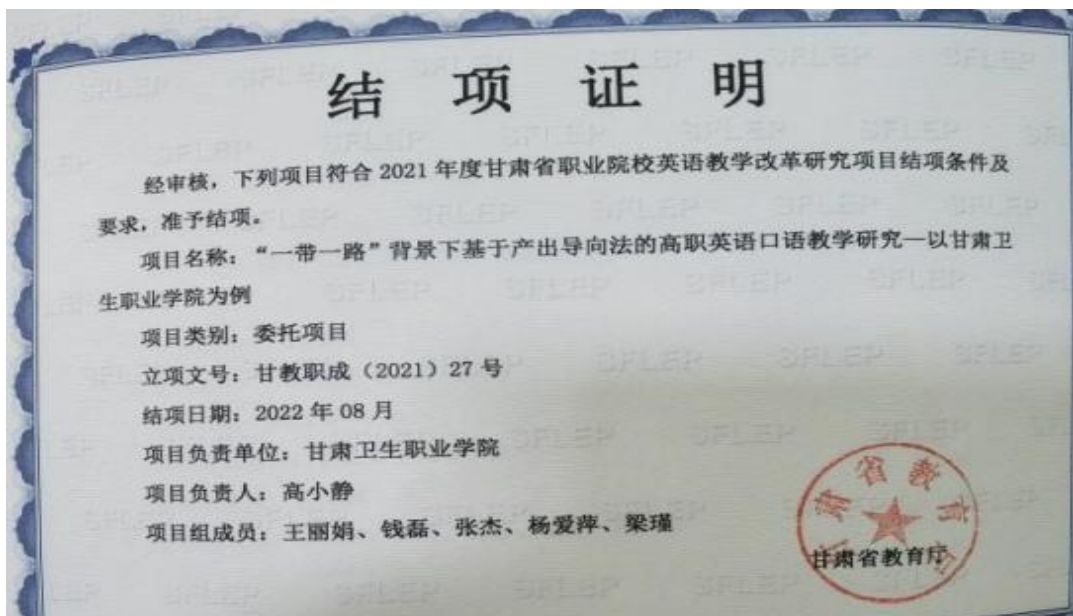 结项证明
经审核，下列项目符合 2021 年度甘肃省职业院校英语教学改革研究项目结项条件及
要求，准予结项。
项目名称：“一带一路”背景下基于产出导向法的高职英语口语教学研究—以甘肃卫
生职业学院为例
项目类别：委托项目
立项文号：甘教职成（2021）27 号
结项日期：2022 年 08 月
项目负责单位：甘肃卫生职业学院
项目负责人：高小静
项目组成员：王丽娟、钱磊、张杰、杨爱萍、梁瑾
甘肃省教育厅
甘肃省教育厅
SFLEP